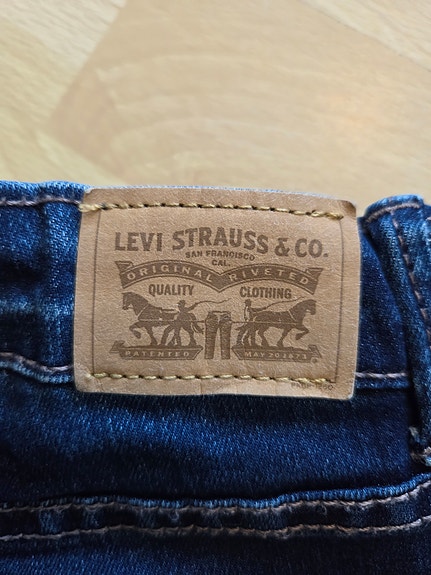 LEVI STRAUSS & CO.
SAN FRANCISCO
CAL
ORIGINAL RIVETED
QUALITY CLOTHING
PATENTED MAY 20 1873